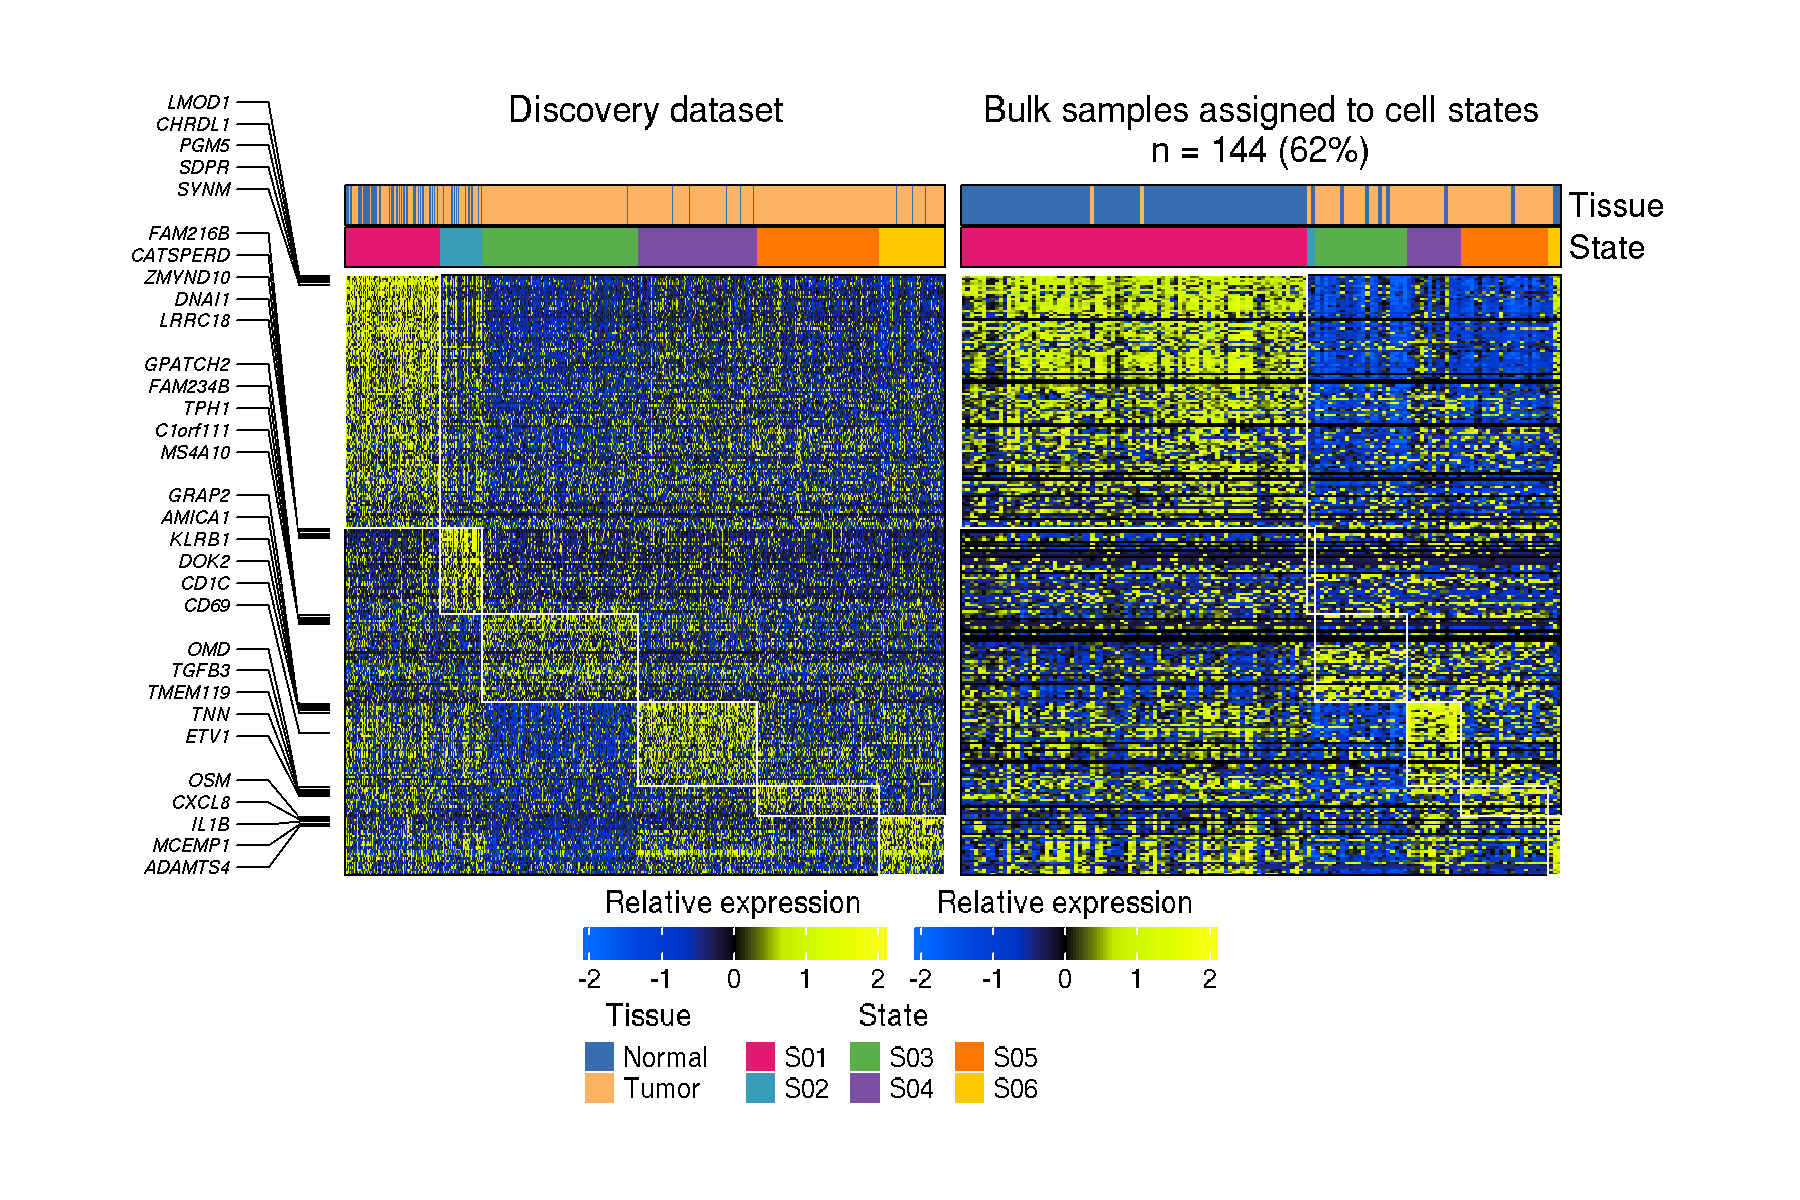 Discovery dataset
Bulk samples assigned to cell states
n = 144 (62%)
Tissue
State
LMOD1
CHRDL1
PGM5
SDPR
SYNM
FAM216B
CATSPERD
ZMYND10
DNAI1
LRRC18
GPATCH2
FAM234B
TPH1
C1orf111
MS4A10
GRAP2
AMICA1
KLRB1
DOK2
CD1C
CD69
OMD
TGFB3
TMEM119
TNN
ETV1
OSM
CXCL8
IL1B
MCEMP1
ADAMTS4
Relative expression
-2 -1 0 1 2
Relative expression
-2 -1 0 1 2
Tissue
Normal
Tumor
State
S01 S03 S05
S02 S04 S06